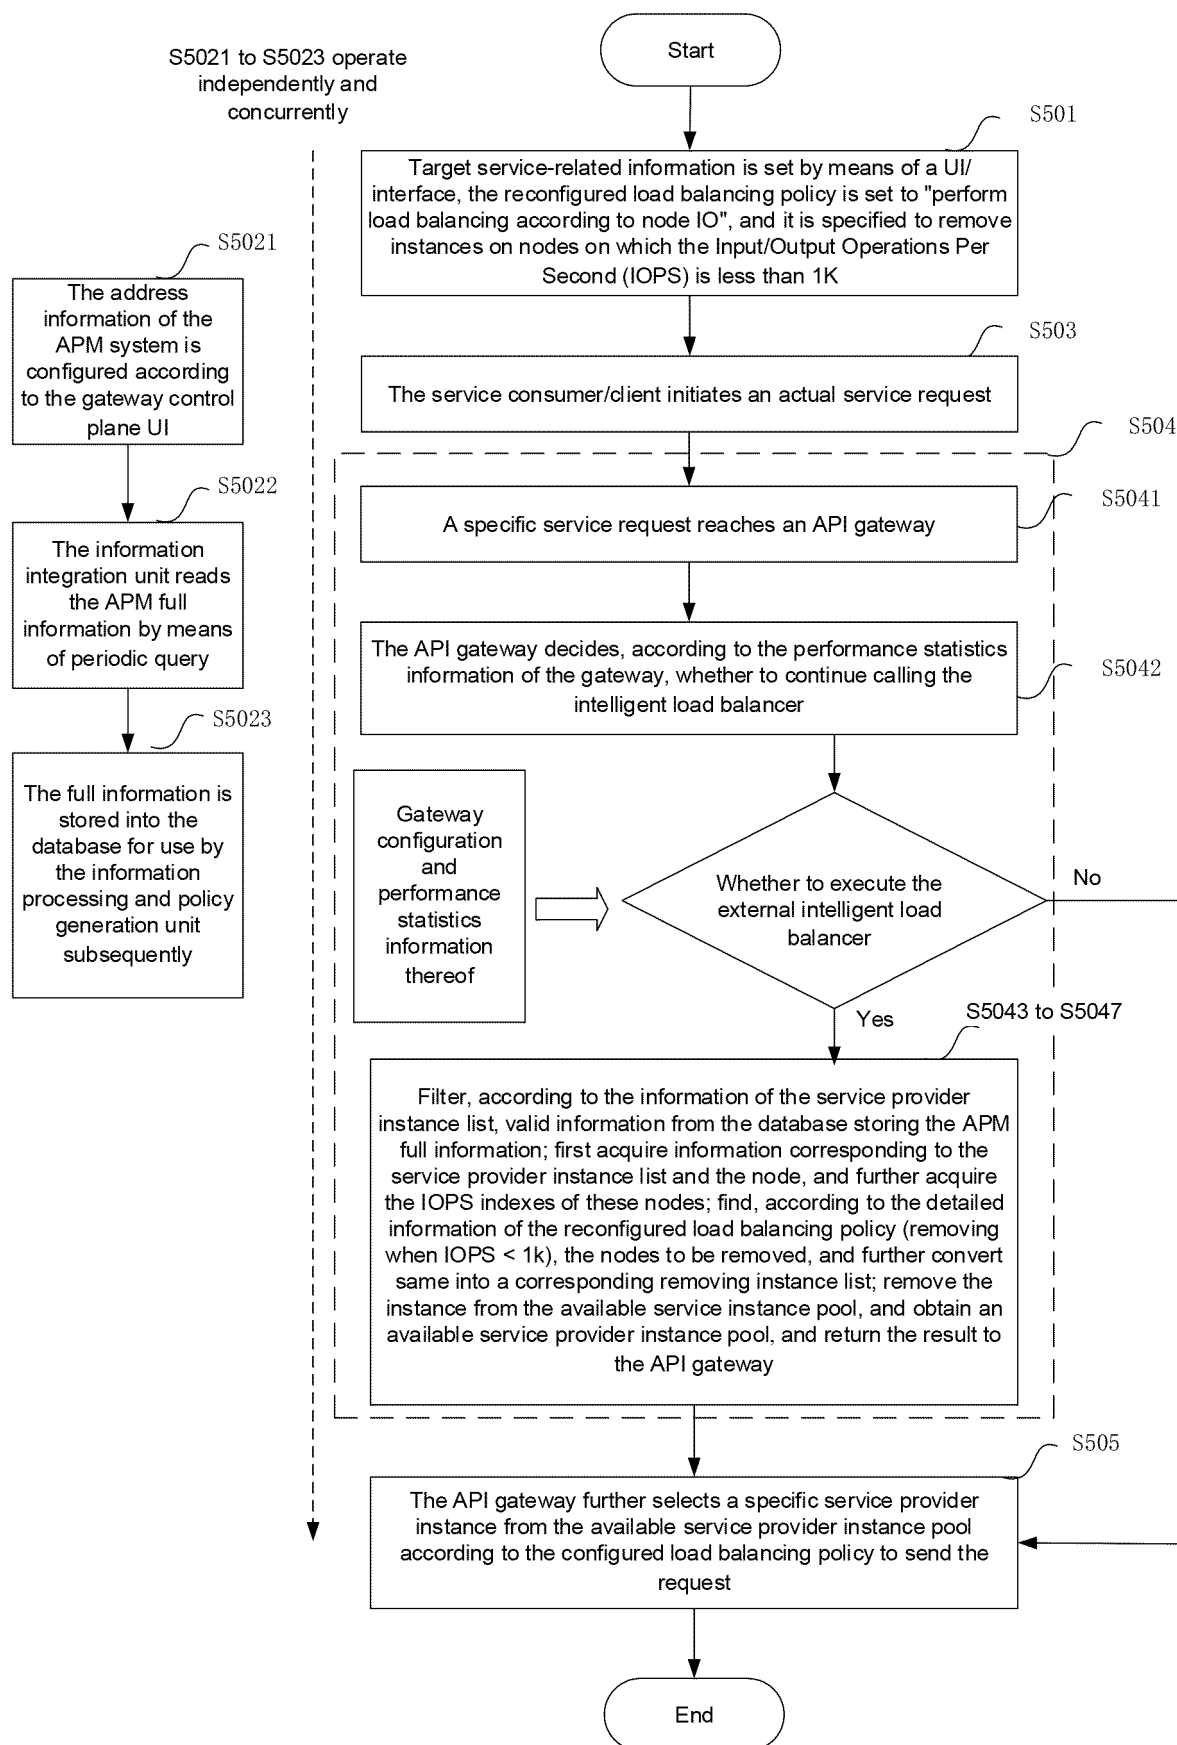 S5021 to S5023 operate
independently and
concurrently
Start
S501
Target service-related information is set by means of a UI/
interface, the reconfigured load balancing policy is set to "perform
load balancing according to node IO", and it is specified to remove
instances on nodes on which the Input/Output Operations Per
Second (IOPS) is less than 1K
S5021
The address
information of the
APM system is
configured according
to the gateway control
plane UI
S5022
The information
integration unit reads
the APM full
information by means
of periodic query
S5023
The full information is
stored into the
database for use by
the information
processing and policy
generation unit
subsequently
S503
The service consumer/client initiates an actual service request
S504
S5041
A specific service request reaches an API gateway
The API gateway decides, according to the performance statistics
information of the gateway, whether to continue calling the
intelligent load balancer
S5042
Gateway
configuration
and
performance
statistics
information
thereof
Whether to execute the
external intelligent load
balancer
No
Yes
S5043 to S5047
Filter, according to the information of the service provider
instance list, valid information from the database storing the APM
full information; first acquire information corresponding to the
service provider instance list and the node, and further acquire
the IOPS indexes of these nodes; find, according to the detailed
information of the reconfigured load balancing policy (removing
when IOPS < 1k), the nodes to be removed, and further convert
same into a corresponding removing instance list; remove the
instance from the available service instance pool, and obtain an
available service provider instance pool, and return the result to
the API gateway
S505
The API gateway further selects a specific service provider
instance from the available service provider instance pool
according to the configured load balancing policy to send the
request
End